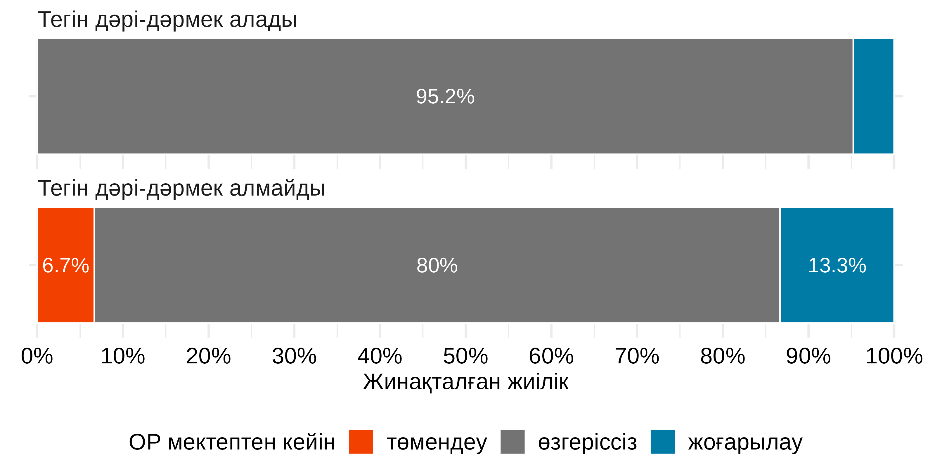 Тегін дәрі-дәрмек алады
95.2%
Тегін дәрі-дәрмек алмайды
6.7% 80% 13.3%
0% 10% 20% 30% 40% 50% 60% 70% 80% 90% 100%
Жинақталған жиілік
ОР мектептен кейін төмендеу өзгеріссіз жоғарылау